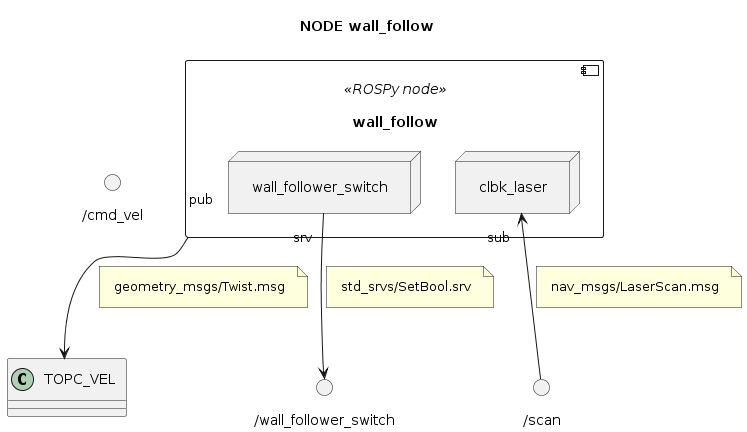 NODE wall_follow
«ROSPy node»
wall_follow
wall_follower_switch
clbk_laser
/cmd_vel
pub
srv
sub
geometry_msgs/Twist.msg
std_srvs/SetBool.srv
nav_msgs/LaserScan.msg
C TOPC_VEL
/wall_follower_switch
/scan